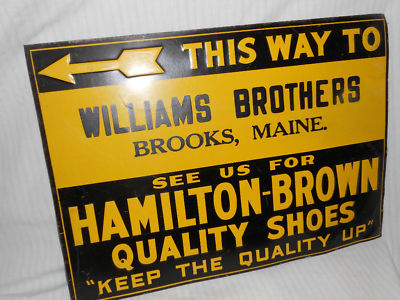 THIS WAY TO
WILLIAMS BROTHERS
BROOKS, MAINE.
SEE US FOR
HAMILTON-BROWN
QUALITY SHOES
"KEEP THE QUALITY UP"